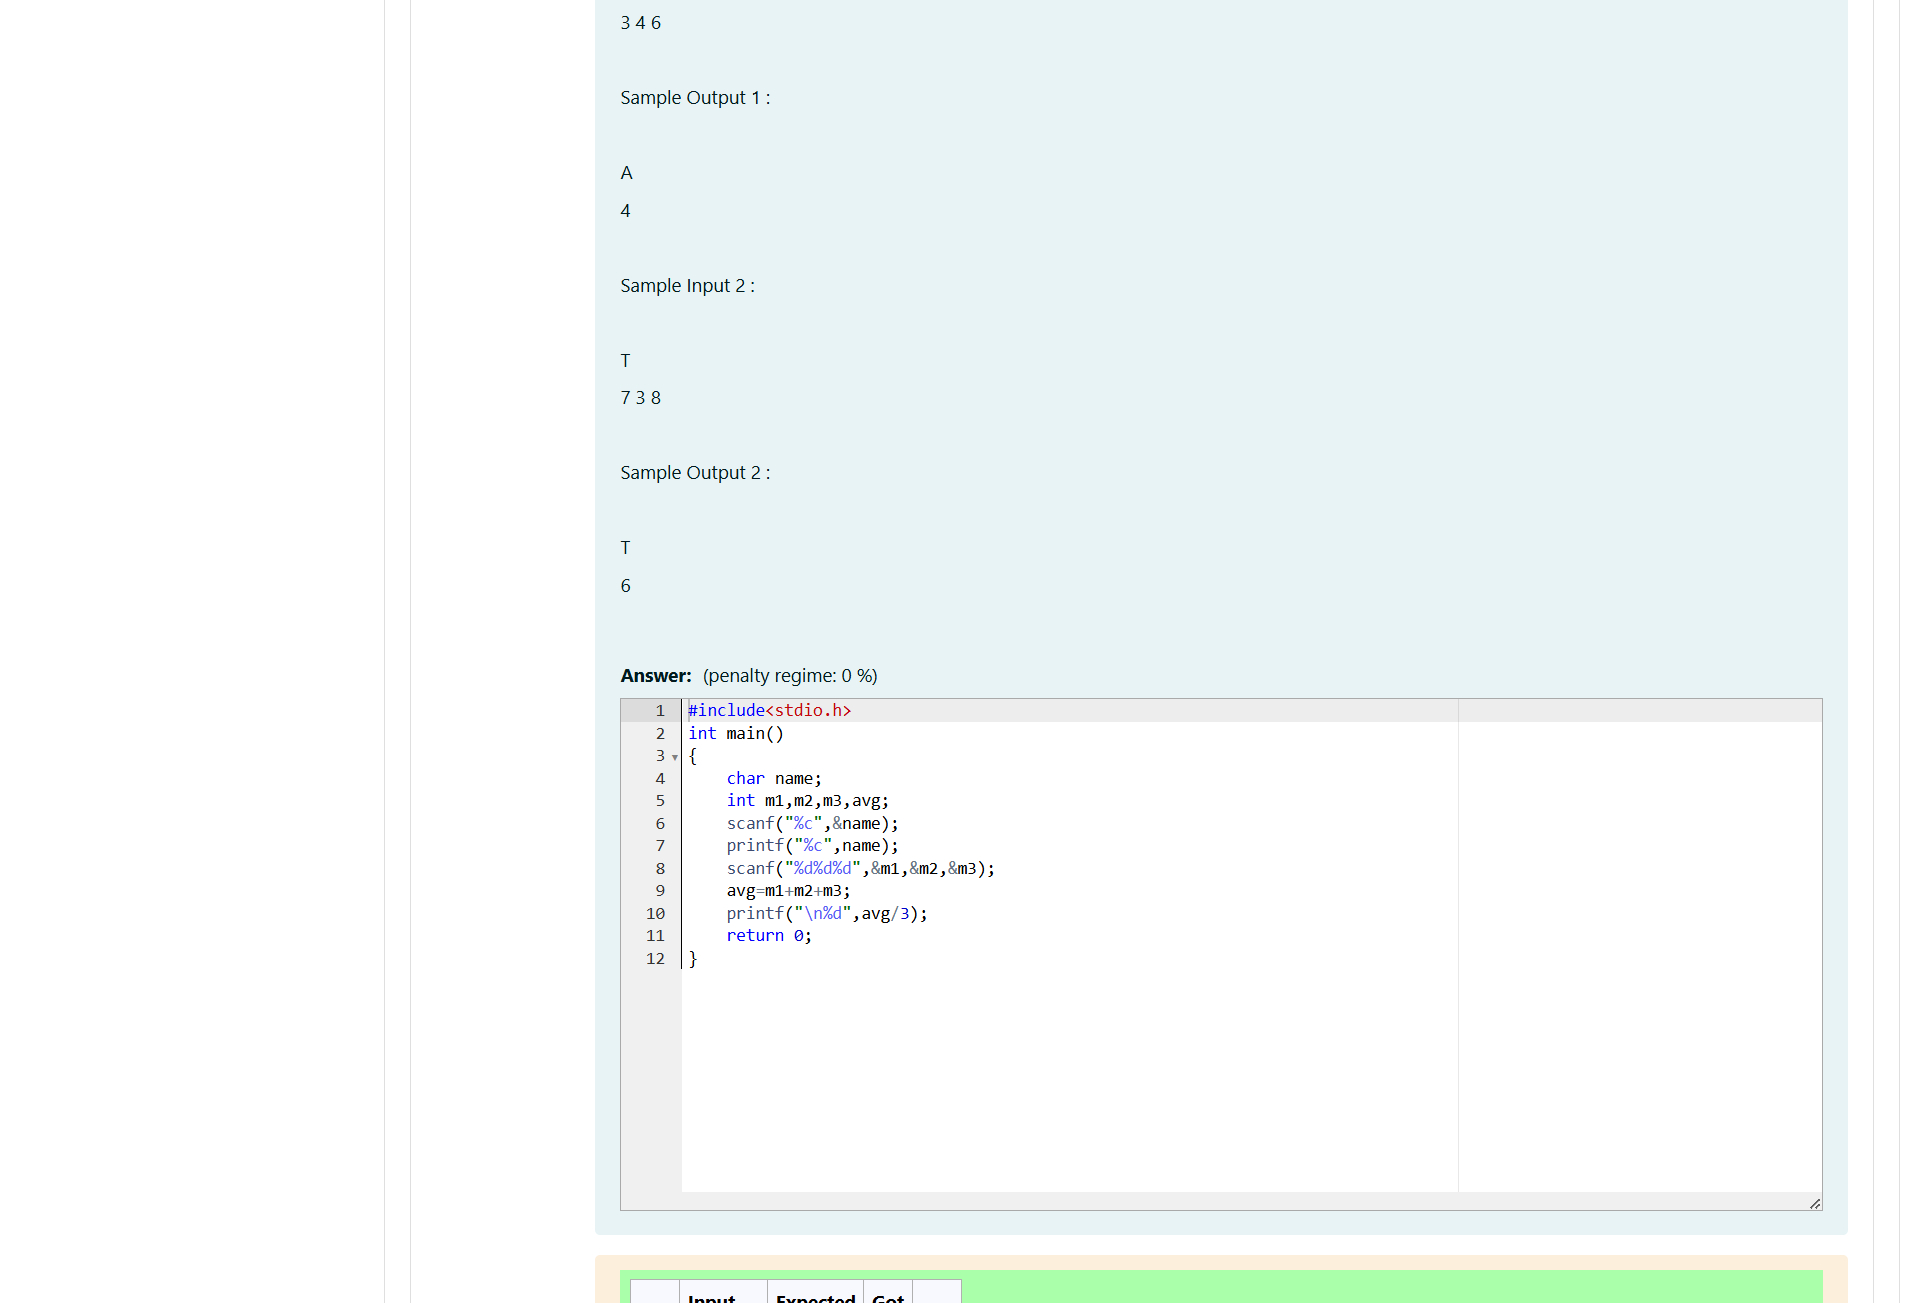 3 4 6
Sample Output 1 :
A
4
Sample Input 2 :
T
7 3 8
Sample Output 2 :
T
6
Answer: (penalty regime: 0 %)
1 #include<stdio.h>
2 int main()
3 {
4     char name;
5     int m1,m2,m3,avg;
6     scanf("%c",&name);
7     printf("%c",name);
8     scanf("%d%d%d",&m1,&m2,&m3);
9     avg=m1+m2+m3;
10     printf("\n%d",avg/3);
11     return 0;
12 }
Input Expected Got